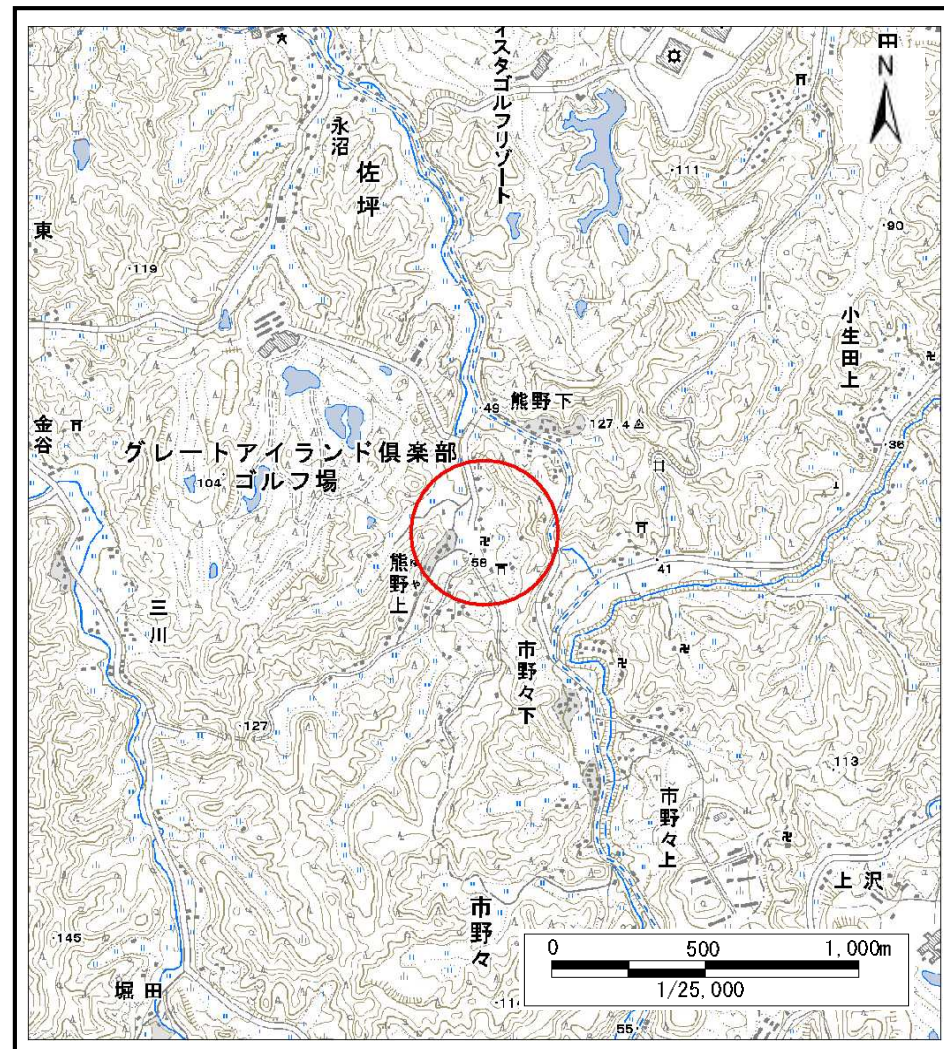 イスタゴルフリゾート
田
N
永沼
佐坪
・111
・90
東
・119
小生田上
・49
熊野下
127.4
・36
金谷
グレートアイランド倶楽部
ゴルフ場
104
・58
熊野上
41
三川
市野々下
・127
・113
市野々上
上沢
市野々
・145
堀田
55・
0 500 1,000m
1/25,000